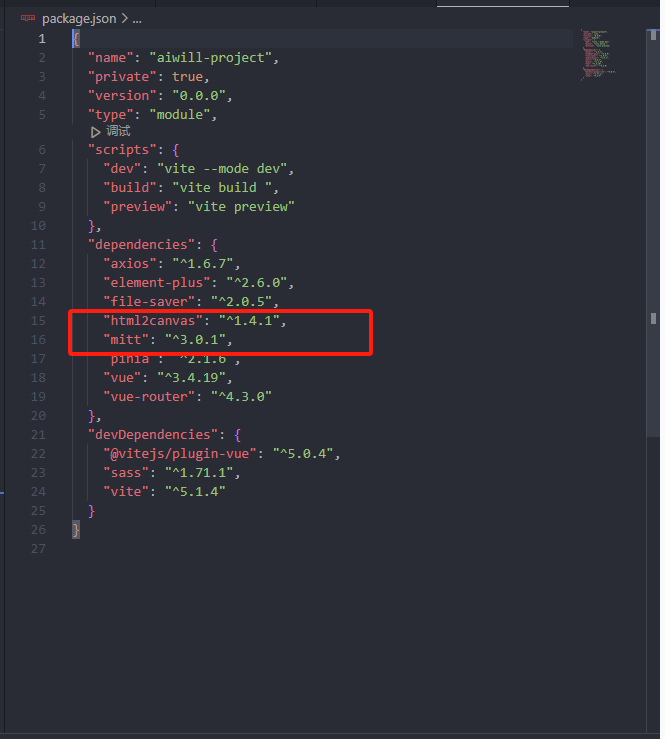 package.json > ...
1 {
2 "name": "aiwill-project",
3 "private": true,
4 "version": "0.0.0",
5 "type": "module",
调试
6 "scripts": {
7 "dev": "vite --mode dev",
8 "build": "vite build ",
9 "preview": "vite preview"
10 },
11 "dependencies": {
12 "axios": "^1.6.7",
13 "element-plus": "^2.6.0",
14 "file-saver": "^2.0.5",
15 "html2canvas": "^1.4.1",
16 "mitt": "^3.0.1",
17 "pinia": "^2.1.6",
18 "vue": "^3.4.19",
19 "vue-router": "^4.3.0"
20 },
21 "devDependencies": {
22 "@vitejs/plugin-vue": "^5.0.4",
23 "sass": "^1.71.1",
24 "vite": "^5.1.4"
25 }
26 }
27